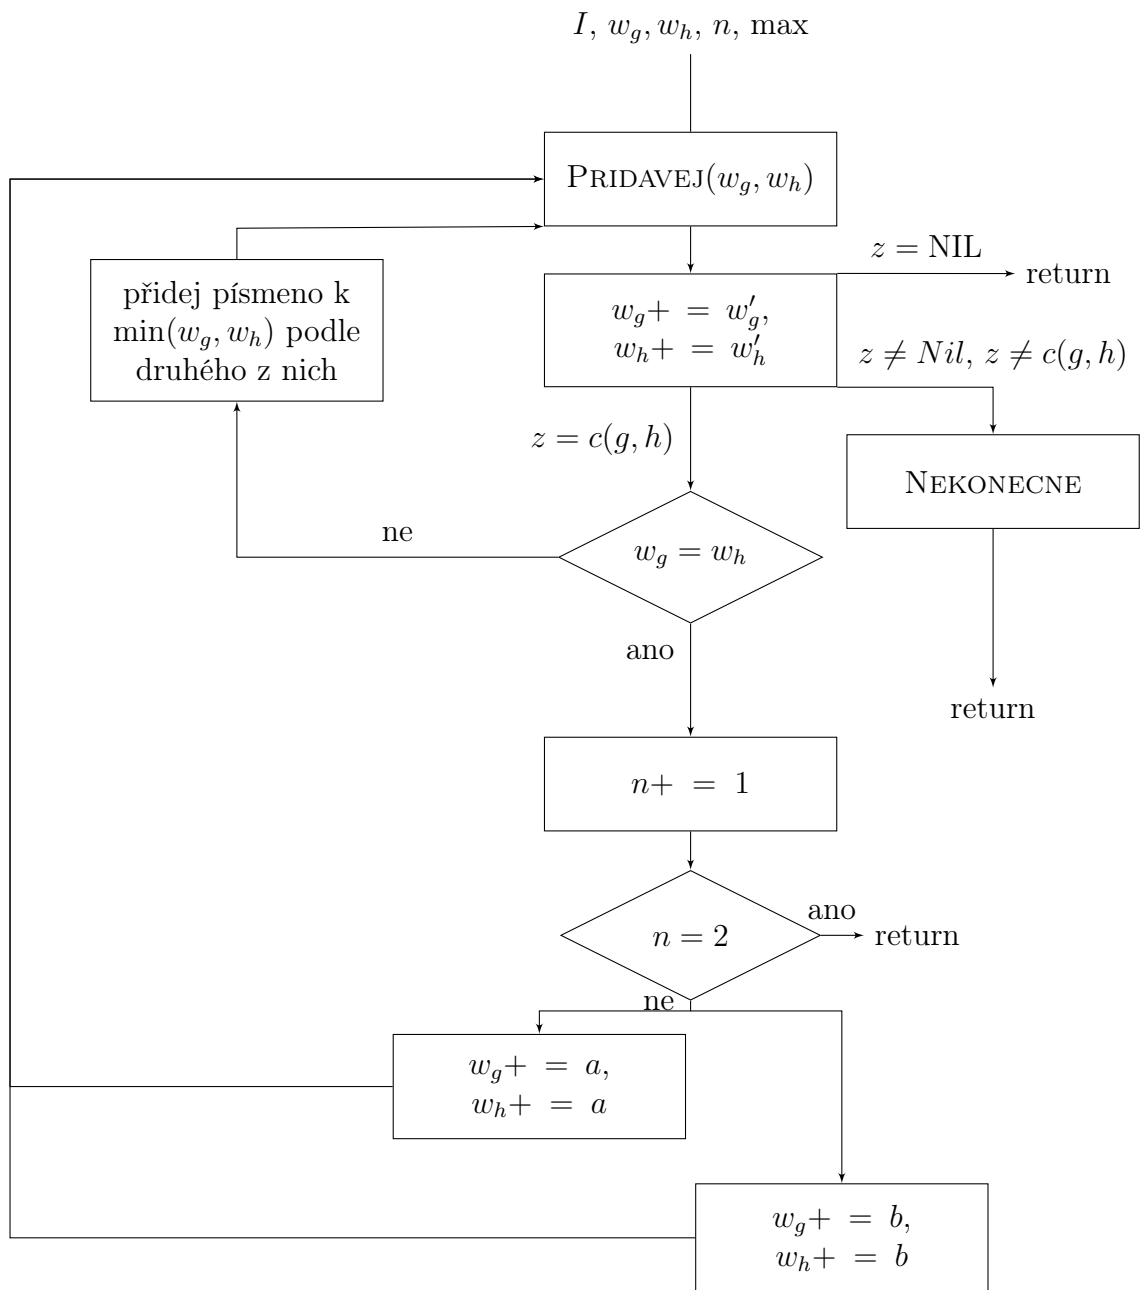 I, w_g, w_h, n, max
PRIDAVEJ(w_g, w_h)
z = NIL
return
přidej písmeno k
min(w_g, w_h) podle
druhého z nich
w_g+ = w'_g,
w_h+ = w'_h
z ≠ Nil, z ≠ c(g, h)
z = c(g, h)
NEKONECNE
ne
w_g = w_h
ano
return
n+ = 1
ano
n = 2
return
ne
w_g+ = a,
w_h+ = a
w_g+ = b,
w_h+ = b